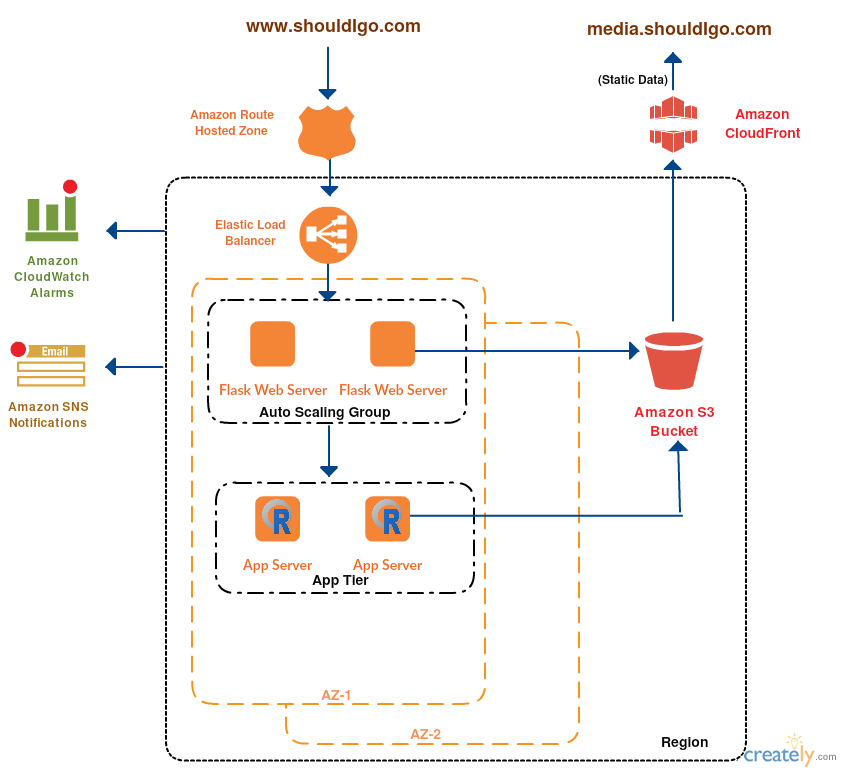 www.shouldIgo.com
media.shouldIgo.com
(Static Data)
Amazon Route
Hosted Zone
Amazon
CloudFront
Elastic Load
Balancer
Amazon
CloudWatch
Alarms
Email
Flask Web Server
Flask Web Server
Auto Scaling Group
Amazon SNS
Notifications
Amazon S3
Bucket
R
R
App Server
App Server
App Tier
AZ-1
AZ-2
Region
creately.com